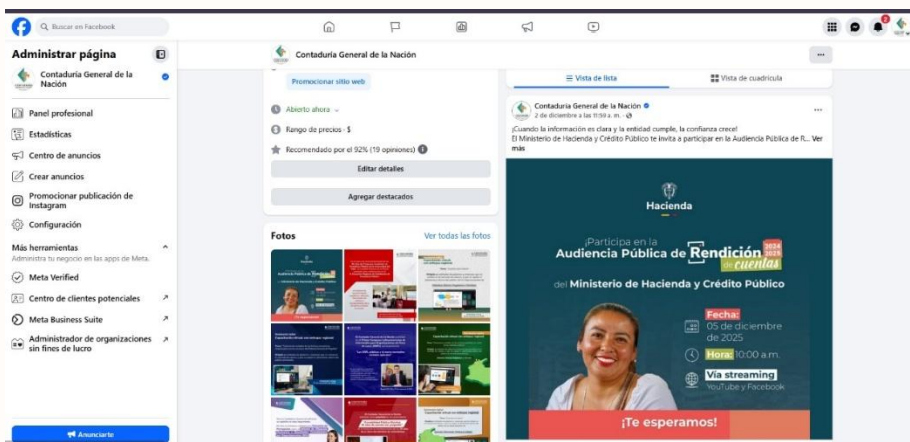 Buscar en Facebook
2
Administrar página
Contaduría General de la
Nación
Panel profesional
Estadísticas
Centro de anuncios
Crear anuncios
Promocionar publicación de
Instagram
Configuración
Más herramientas
Administra tu negocio en las apps de Meta.
Meta Verified
Centro de clientes potenciales
Meta Business Suite
Administrador de organizaciones
sin fines de lucro
Anunciarte
Contaduría General de la Nación
Promocionar sitio web
Abierto ahora
Rango de precios · $
Recomendado por el 92% (19 opiniones)
Editar detalles
Agregar destacados
Fotos
Ver todas las fotos
Vista de lista
Vista de cuadrícula
Contaduría General de la Nación
2 de diciembre a las 11:59 a. m. ·
¡Cuando la información es clara y la entidad cumple, la confianza crece!
El Ministerio de Hacienda y Crédito Público te invita a participar en la Audiencia Pública de R... Ver
más
Hacienda
¡Participa en la
Audiencia Pública de Rendición 2024
2025
de cuentas
del Ministerio de Hacienda y Crédito Público
Fecha:
05 de diciembre
de 2025
Hora: 10:00 a.m.
Vía streaming
YouTube y Facebook
¡Te esperamos!